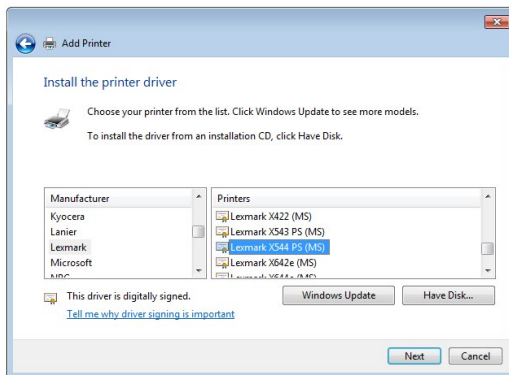 Add Printer
Install the printer driver
Choose your printer from the list. Click Windows Update to see more models.
To install the driver from an installation CD, click Have Disk.
Manufacturer
Kyocera
Lanier
Lexmark
Microsoft
Printers
Lexmark X422 (MS)
Lexmark X543 PS (MS)
Lexmark X544 PS (MS)
Lexmark X642e (MS)
This driver is digitally signed.
Tell me why driver signing is important
Windows Update
Have Disk...
Next
Cancel